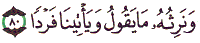 وَنَرِثُهُۥ مَا يَقُولُ وَيَأْتِينَا فَرْدًا ٨٠